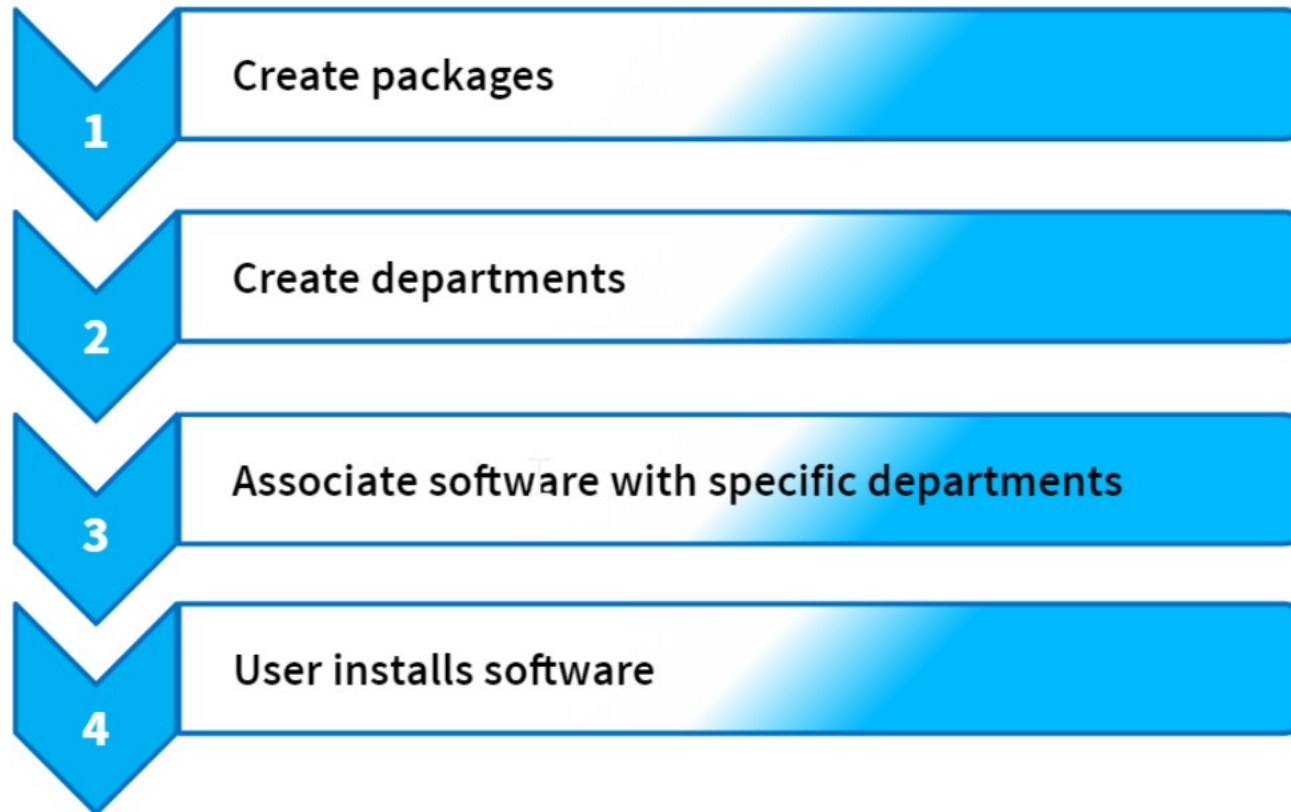 1
Create packages
2
Create departments
3
Associate software with specific departments
4
User installs software